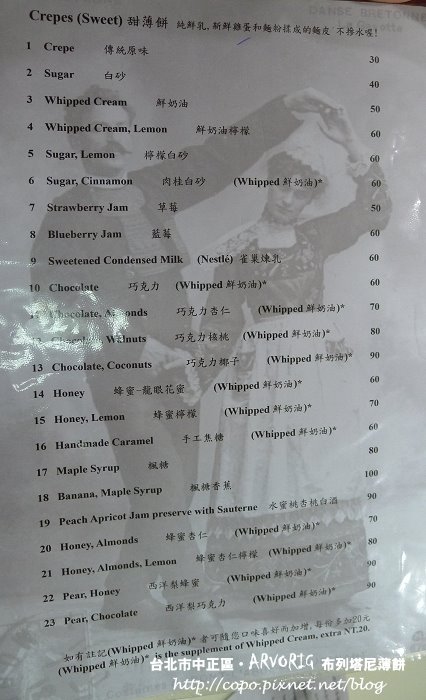 DANSE BRETONNE
Crepes (Sweet) 甜薄餅 純鮮乳.新鮮雞蛋和麵粉揉成的麵皮 不摻水喔!
1 Crepe 傳統原味 30
2 Sugar 白砂 40
3 Whipped Cream 鮮奶油 50
4 Whipped Cream, Lemon 鮮奶油檸檬 60
5 Sugar, Lemon 檸檬白砂 60
6 Sugar, Cinnamon 肉桂白砂 (Whipped 鮮奶油)* 60
7 Strawberry Jam 草莓 50
8 Blueberry Jam 藍莓 60
9 Sweetened Condensed Milk (Nestlé) 雀巢煉乳 60
10 Chocolate 巧克力 (Whipped 鮮奶油)* 60
Chocolate, Almonds 巧克力杏仁 (Whipped 鮮奶油)* 70
12 Chocolate, Walnuts 巧克力核桃 (Whipped 鮮奶油)* 80
13 Chocolate, Coconuts 巧克力椰子 (Whipped 鮮奶油)* 90
14 Honey 蜂蜜-龍眼花蜜 (Whipped 鮮奶油)* 60
15 Honey, Lemon 蜂蜜檸檬 (Whipped 鮮奶油)* 70
16 Handmade Caramel 手工焦糖 (Whipped 鮮奶油)* 60
17 Maple Syrup 楓糖 80
18 Banana, Maple Syrup 楓糖香蕉 100
19 Peach Apricot Jam preserve with Sauterne 水蜜桃杏桃白酒 90
20 Honey, Almonds 蜂蜜杏仁 (Whipped 鮮奶油)* 70
21 Honey, Almonds, Lemon 蜂蜜杏仁檸檬 (Whipped 鮮奶油)* 80
22 Pear, Honey 西洋梨蜂蜜 (Whipped 鮮奶油)* 90
23 Pear, Chocolate 西洋梨巧克力 (Whipped 鮮奶油)* 90
如有註記(Whipped 鮮奶油)* 者可隨您口味喜好而加增, 每份多加20元
(Whipped 鮮奶油)* is the supplement of Whipped Cream, extra NT.20.
台北市中正區·ARVORIG 布列塔尼薄餅
http://copo.pixnet.net/blog